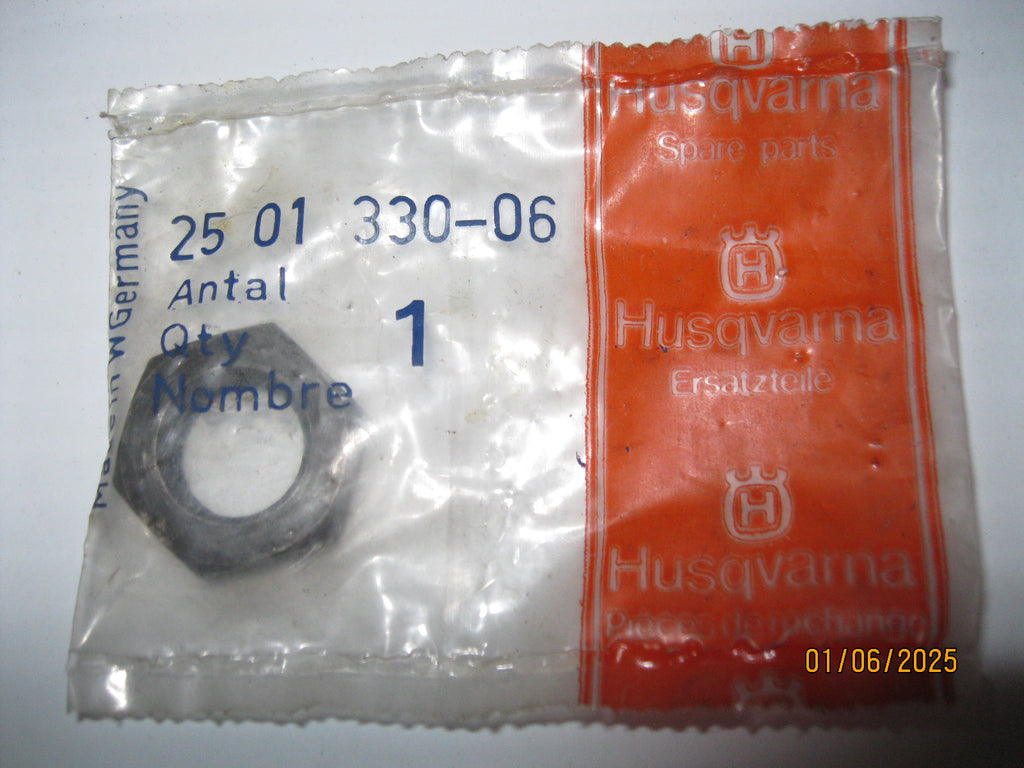 25 01 330-06
Antal
Qty
Nombre
1
Made in W Germany
Husqvarna
Spare parts
H
Husqvarna
Ersatzteile
H
Husqvarna
Pièces de rechange
01/06/2025